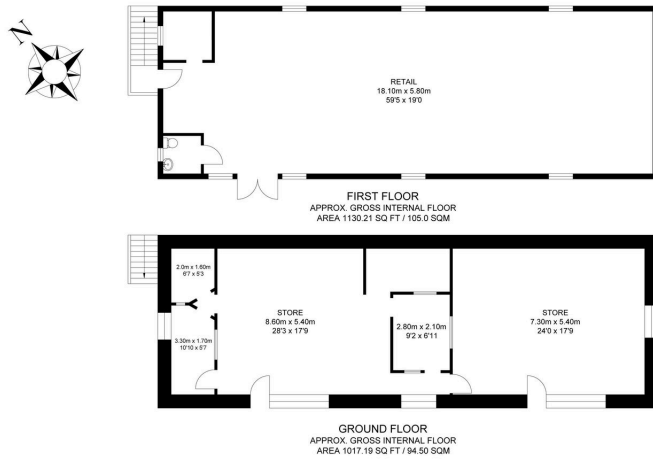 N
RETAIL
18.10m x 5.80m
59'5 x 19'0
FIRST FLOOR
APPROX. GROSS INTERNAL FLOOR
AREA 1130.21 SQ FT / 105.0 SQM
2.0m x 1.60m
6'7 x 5'3
3.30m x 1.70m
10'10 x 5'7
STORE
8.60m x 5.40m
28'3 x 17'9
2.80m x 2.10m
9'2 x 6'11
STORE
7.30m x 5.40m
24'0 x 17'9
GROUND FLOOR
APPROX. GROSS INTERNAL FLOOR
AREA 1017.19 SQ FT / 94.50 SQM